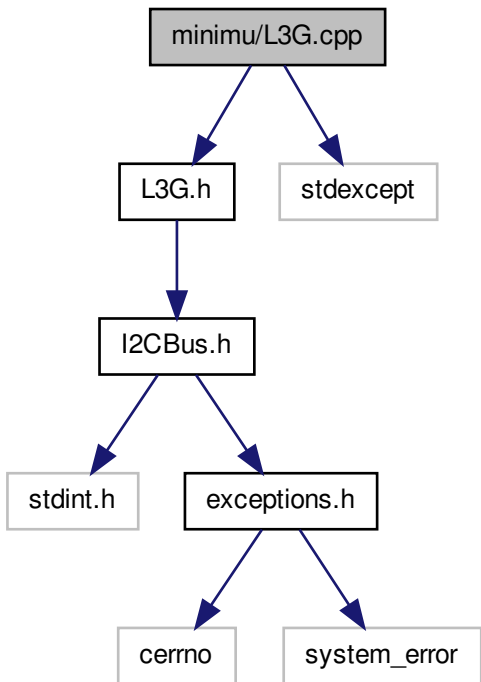 minimu/L3G.cpp
L3G.h
stdexcept
I2CBus.h
stdint.h
exceptions.h
cerrno
system_error